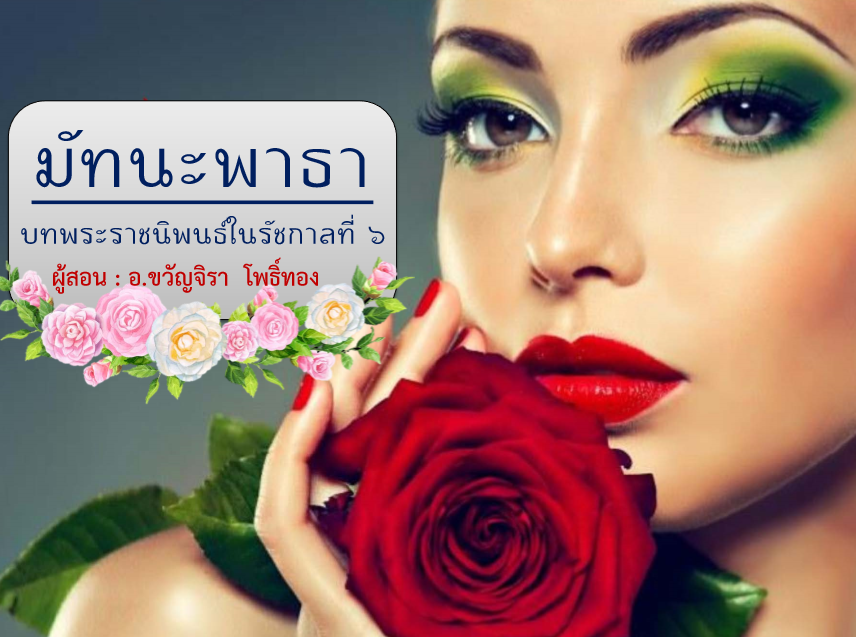 มัทนะพาธา
บทพระราชนิพนธ์ในรัชกาลที่ ๖
ผู้สอน : อ.ขวัญจิรา โพธิ์ทอง